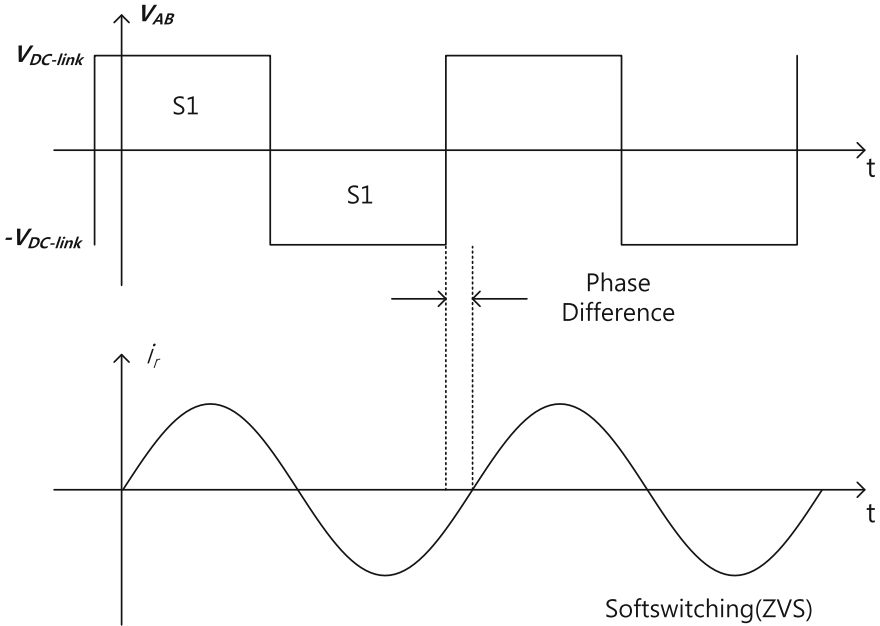 V_AB
V_DC-link
S1
t
S1
-V_DC-link
Phase
Difference
i_r
t
Softswitching(ZVS)